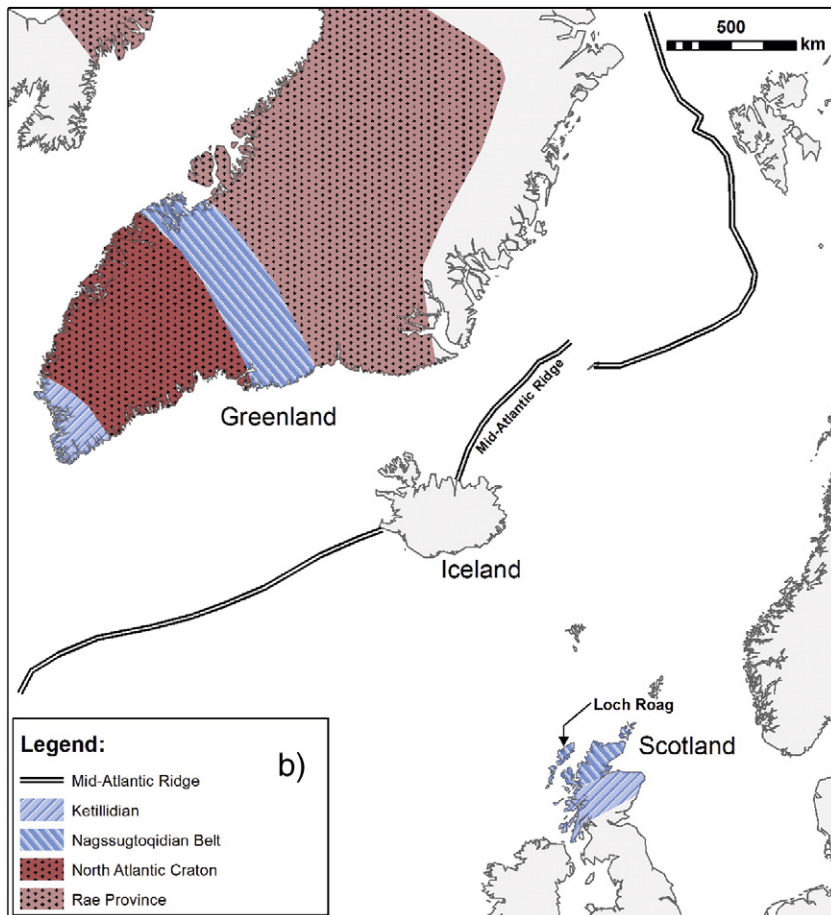 500
km
Greenland
Mid-Atlantic Ridge
Iceland
Loch Roag
Scotland
Legend:
b)
Mid-Atlantic Ridge
Ketillidian
Nagssugtoqidian Belt
North Atlantic Craton
Rae Province